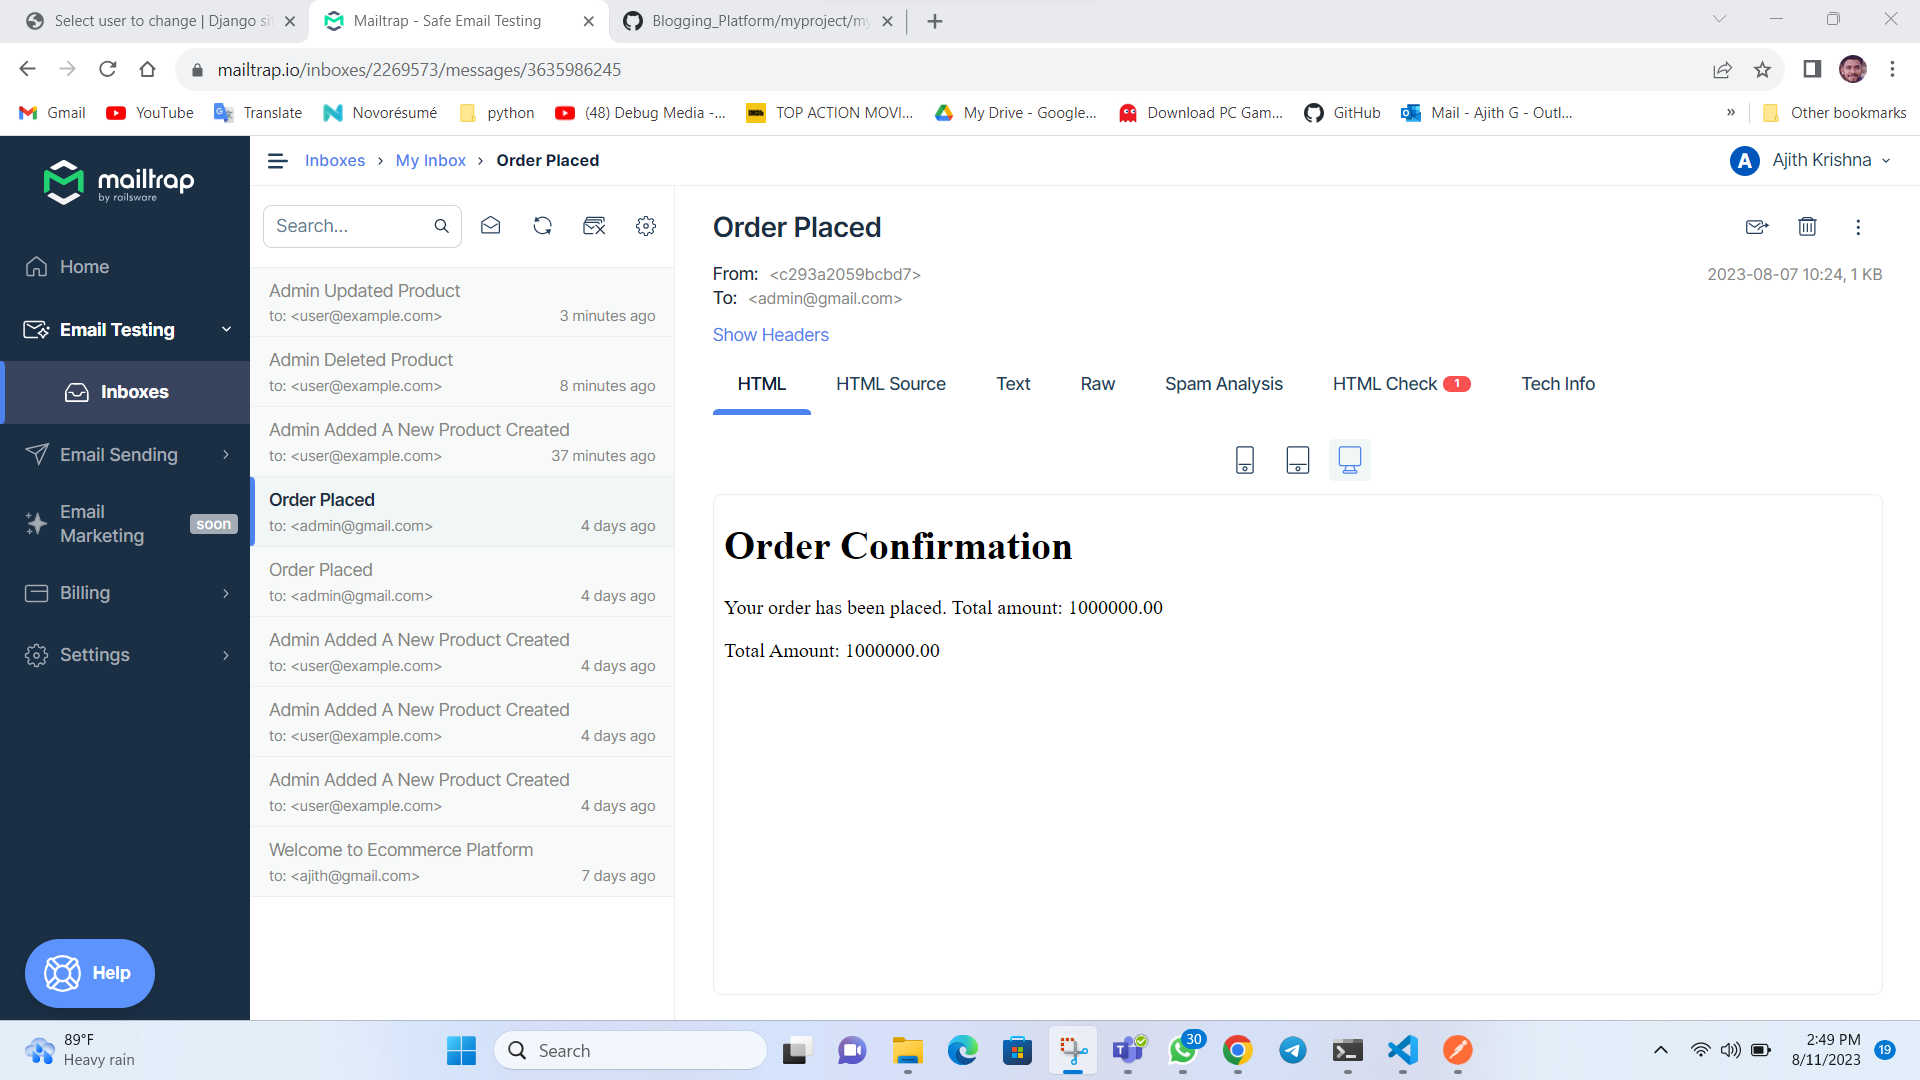 Select user to change | Django si
Mailtrap - Safe Email Testing
Blogging_Platform/myproject/my
mailtrap.io/inboxes/2269573/messages/3635986245
Gmail
YouTube
Translate
Novorésumé
python
(48) Debug Media -...
TOP ACTION MOVI...
My Drive - Google...
Download PC Gam...
GitHub
Mail - Ajith G - Outl...
»
Other bookmarks
mailtrap
by railsware
Home
Email Testing
Inboxes
Email Sending
Email
Marketing
soon
Billing
Settings
Help
Inboxes › My Inbox › Order Placed
A Ajith Krishna
Search...
Admin Updated Product
to: <user@example.com> 3 minutes ago
Admin Deleted Product
to: <user@example.com> 8 minutes ago
Admin Added A New Product Created
to: <user@example.com> 37 minutes ago
Order Placed
to: <admin@gmail.com> 4 days ago
Order Placed
to: <admin@gmail.com> 4 days ago
Admin Added A New Product Created
to: <user@example.com> 4 days ago
Admin Added A New Product Created
to: <user@example.com> 4 days ago
Admin Added A New Product Created
to: <user@example.com> 4 days ago
Welcome to Ecommerce Platform
to: <ajith@gmail.com> 7 days ago
Order Placed
From: <c293a2059bcbd7>
2023-08-07 10:24, 1 KB
To: <admin@gmail.com>
Show Headers
HTML
HTML Source
Text
Raw
Spam Analysis
HTML Check 1
Tech Info
Order Confirmation
Your order has been placed. Total amount: 1000000.00
Total Amount: 1000000.00
89°F
Heavy rain
Search
30
2:49 PM
8/11/2023
19